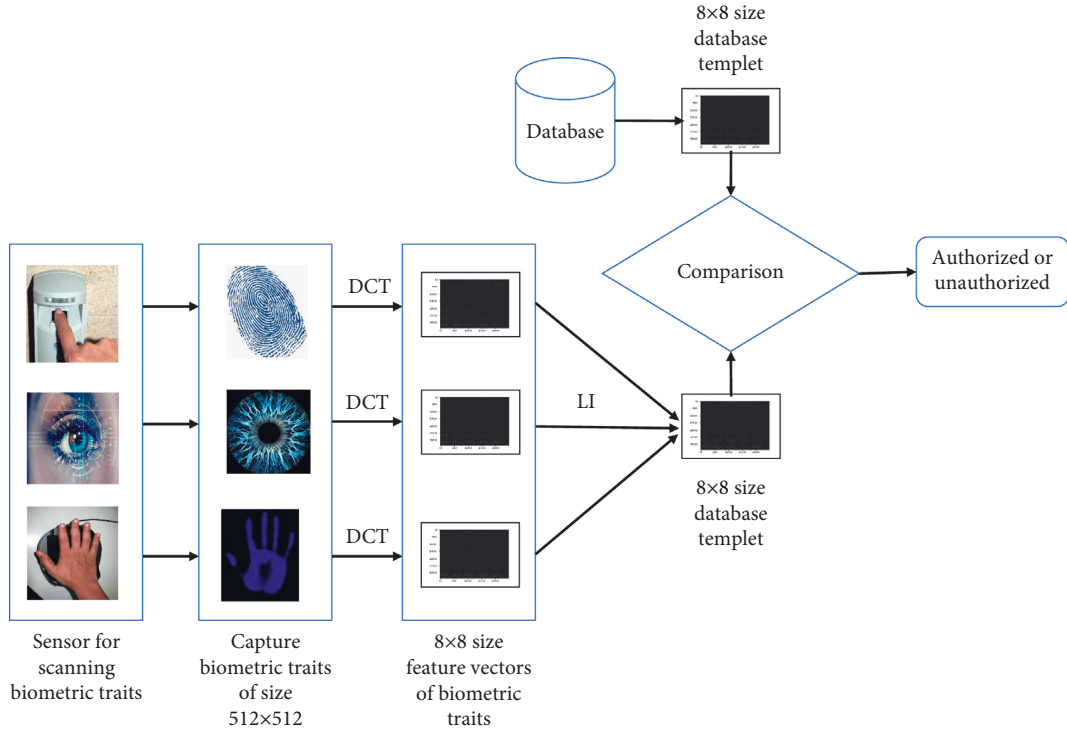 8×8 size
database
templet
Database
Comparison
Authorized or
unauthorized
DCT
DCT
LI
DCT
8×8 size
database
templet
Sensor for
scanning
biometric traits
Capture
biometric traits
of size
512×512
8×8 size
feature vectors
of biometric
traits